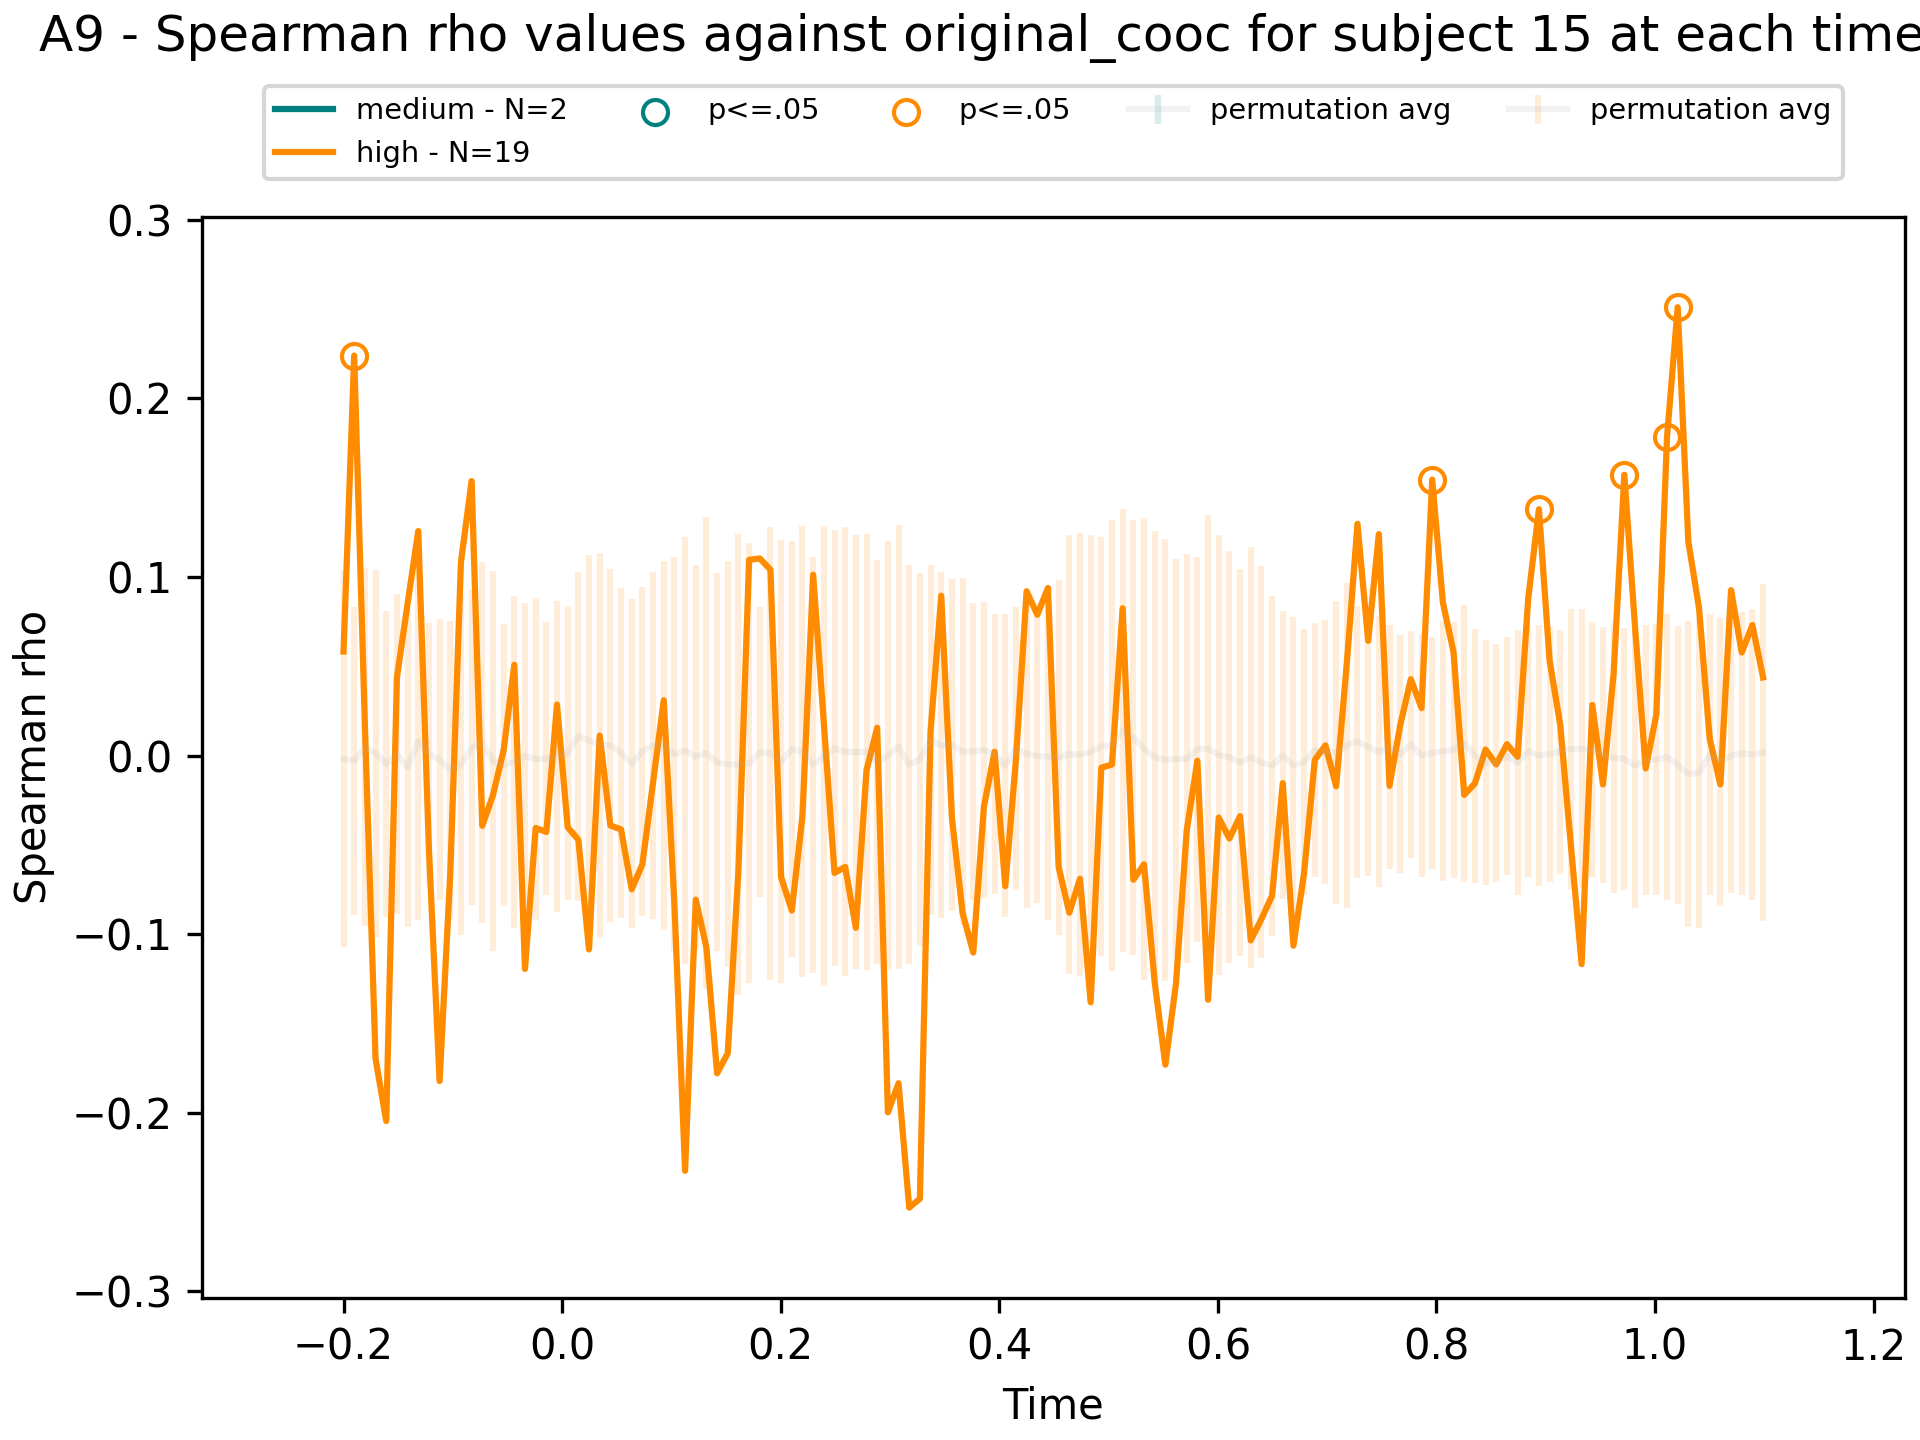 A9 - Spearman rho values against original_cooc for subject 15 at each time
medium - N=2
high - N=19
p<=.05
p<=.05
permutation avg
permutation avg
0.3
0.2
0.1
0.0
−0.1
−0.2
−0.3
Spearman rho
−0.2 0.0 0.2 0.4 0.6 0.8 1.0 1.2
Time